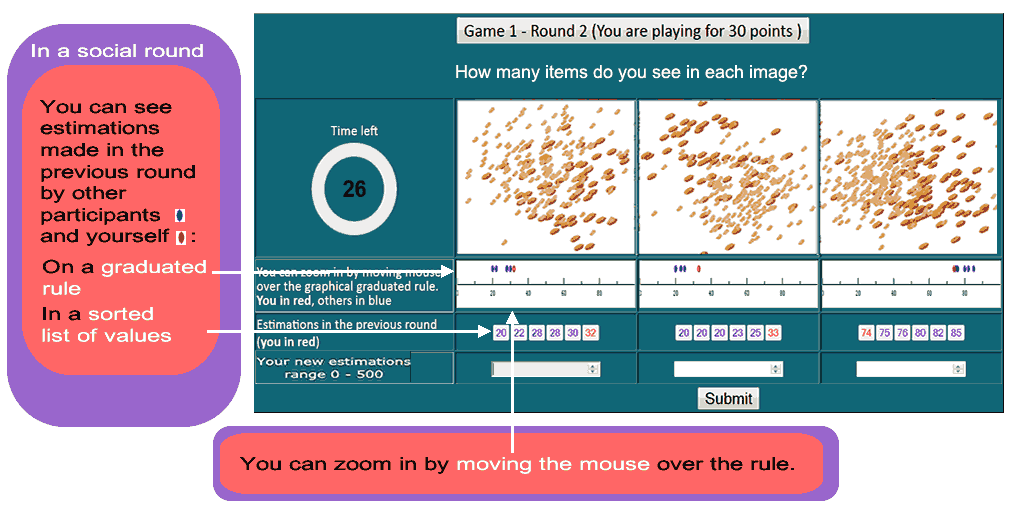 In a social round
You can see
estimations
made in the
previous round
by other
participants
and yourself :
On a graduated
rule
In a sorted
list of values
Game 1 - Round 2 (You are playing for 30 points )
How many items do you see in each image?
Time left
26
You can zoom in by moving mouse
over the graphical graduated rule.
You in red, others in blue
0 20 40 60 80
0 20 40 60 80
0 20 40 60 80
Estimations in the previous round
(you in red)
20 22 28 28 30 32
20 20 20 23 25 33
74 75 76 80 82 85
Your new estimations
range 0 - 500
Submit
You can zoom in by moving the mouse over the rule.